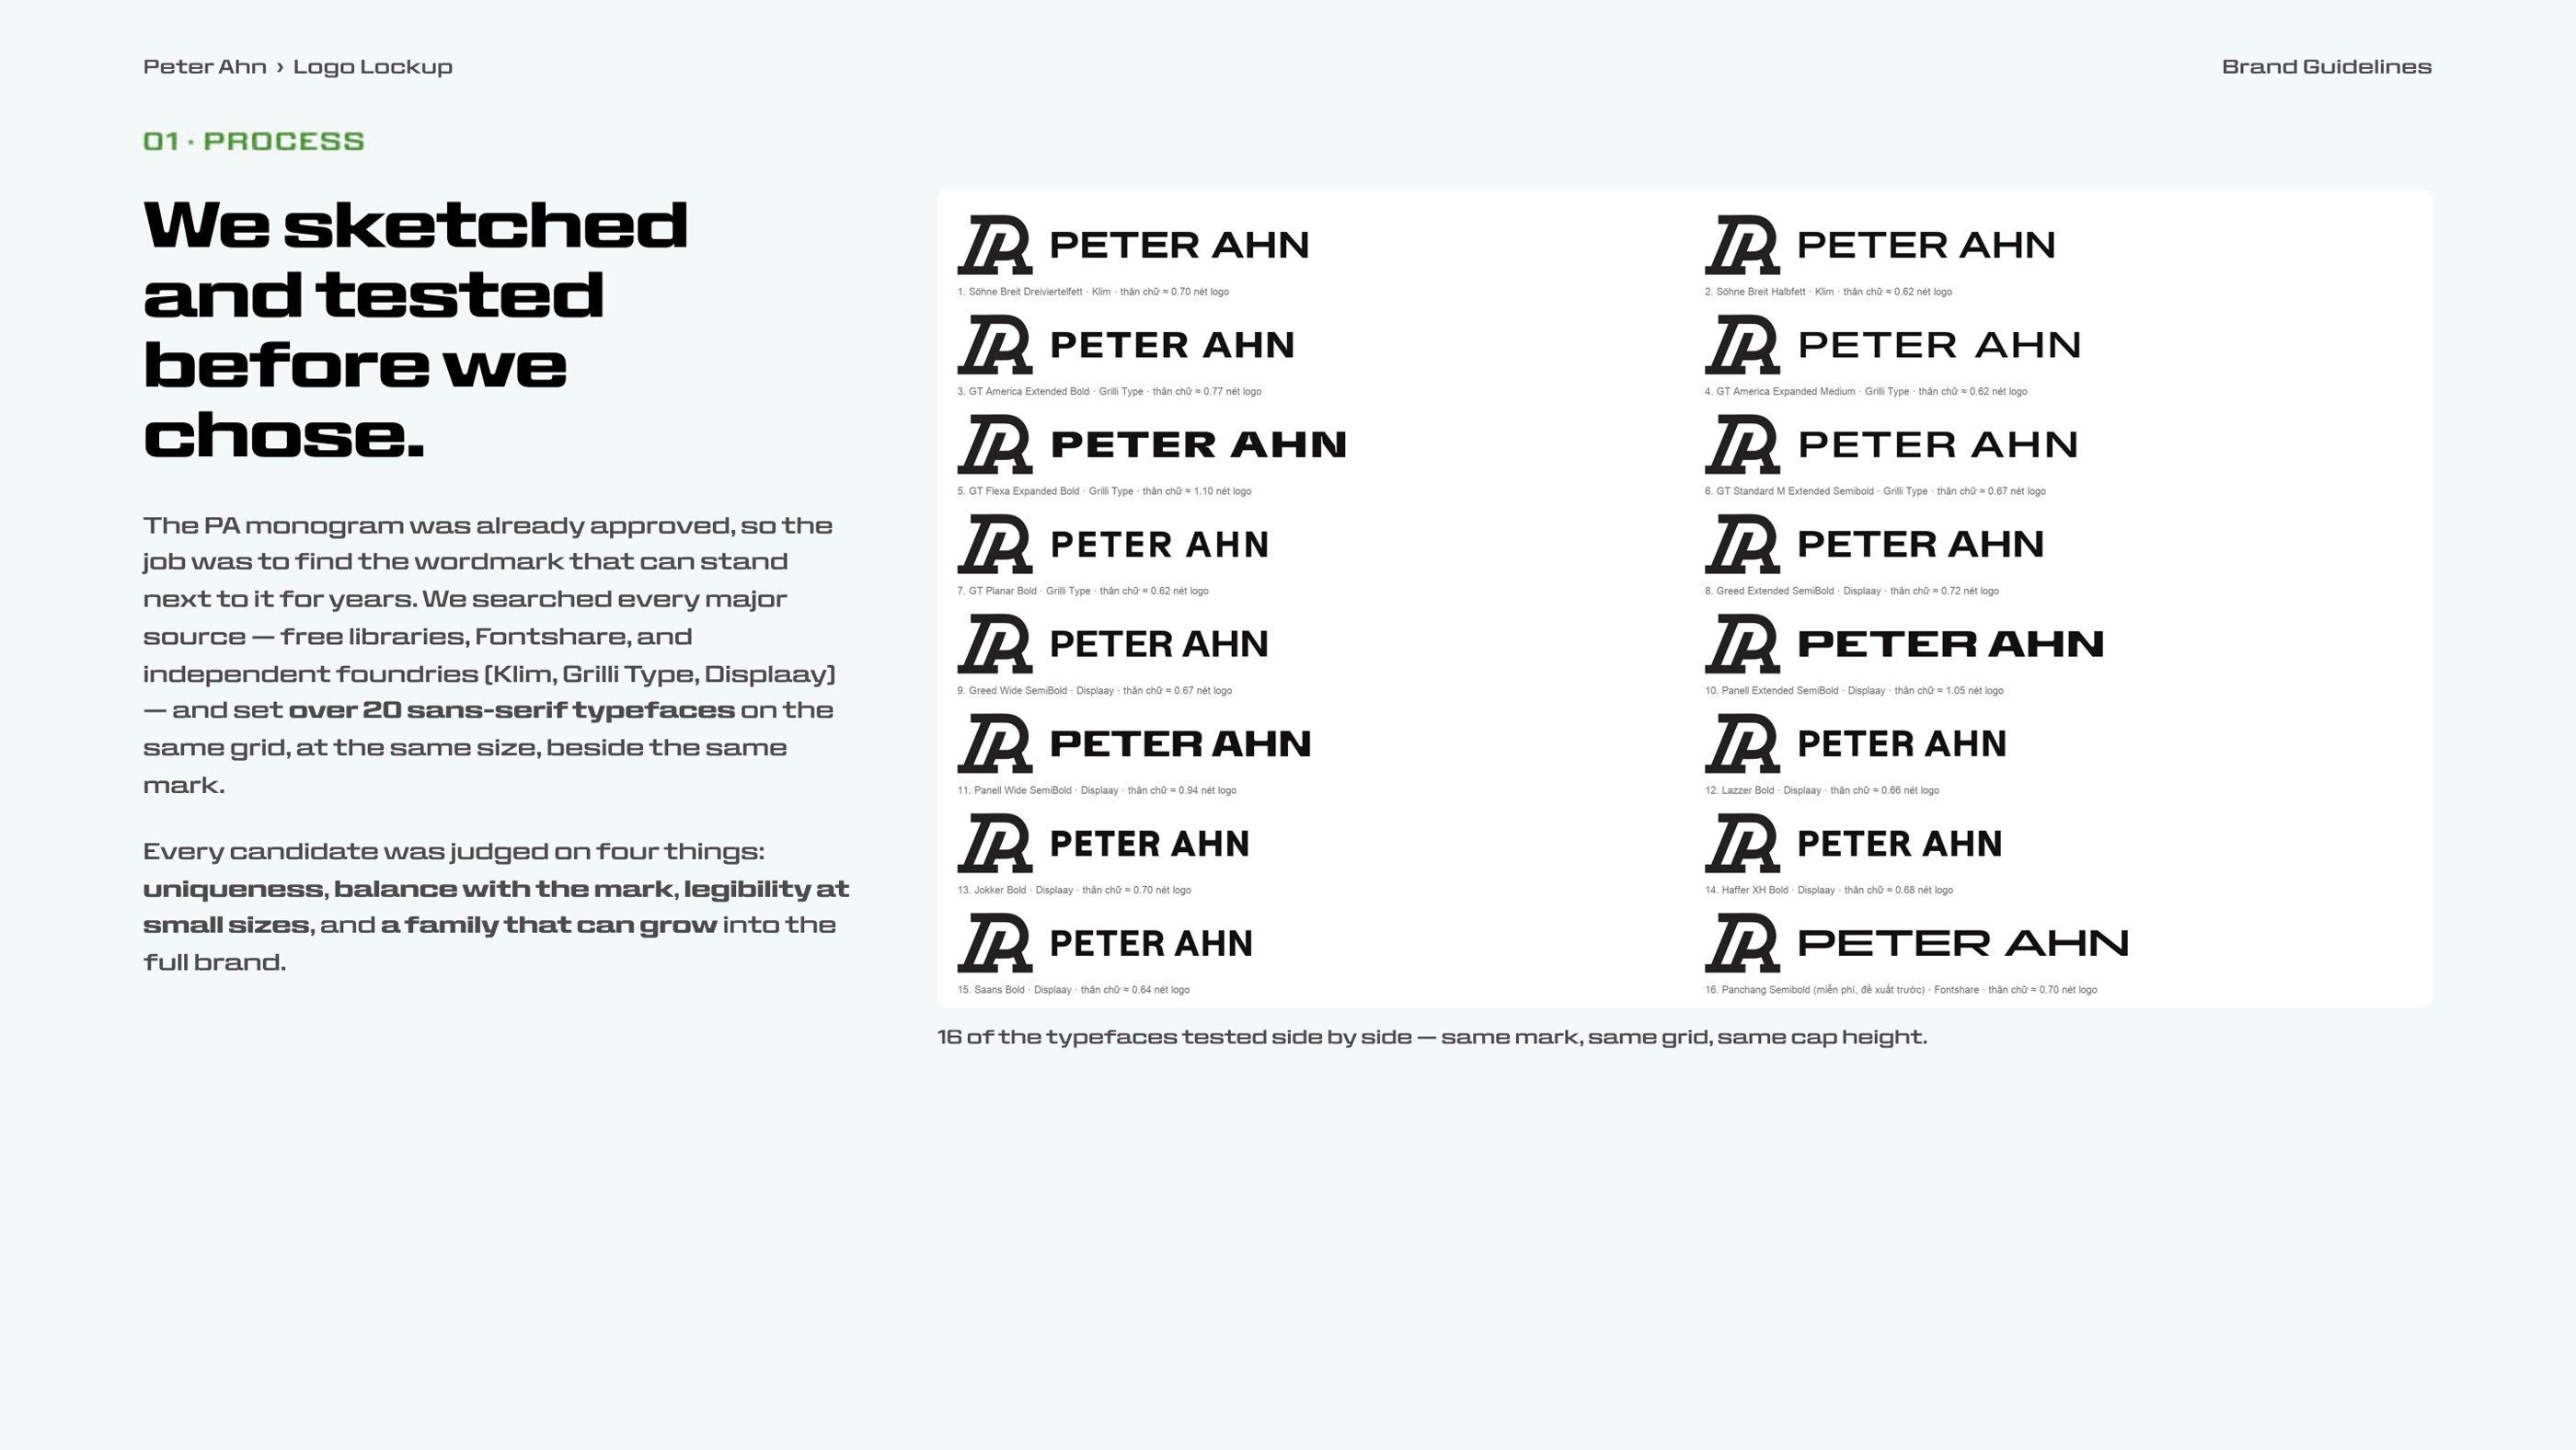 Peter Ahn › Logo Lockup
Brand Guidelines
01 · PROCESS
We sketched
and tested
before we
chose.
The PA monogram was already approved, so the
job was to find the wordmark that can stand
next to it for years. We searched every major
source — free libraries, Fontshare, and
independent foundries (Klim, Grilli Type, Displaay)
— and set over 20 sans-serif typefaces on the
same grid, at the same size, beside the same
mark.
Every candidate was judged on four things:
uniqueness, balance with the mark, legibility at
small sizes, and a family that can grow into the
full brand.
PETER AHN
1. Söhne Breit Dreiviertelfett · Klim · thân chữ ≈ 0.70 nét logo
PETER AHN
2. Söhne Breit Halbfett · Klim · thân chữ ≈ 0.62 nét logo
PETER AHN
3. GT America Extended Bold · Grilli Type · thân chữ ≈ 0.77 nét logo
PETER AHN
4. GT America Expanded Medium · Grilli Type · thân chữ ≈ 0.62 nét logo
PETER AHN
5. GT Flexa Expanded Bold · Grilli Type · thân chữ ≈ 1.10 nét logo
PETER AHN
6. GT Standard M Extended Semibold · Grilli Type · thân chữ ≈ 0.67 nét logo
PETER AHN
7. GT Planar Bold · Grilli Type · thân chữ ≈ 0.62 nét logo
PETER AHN
8. Greed Extended SemiBold · Displaay · thân chữ ≈ 0.72 nét logo
PETER AHN
9. Greed Wide SemiBold · Displaay · thân chữ ≈ 0.67 nét logo
PETER AHN
10. Panell Extended SemiBold · Displaay · thân chữ ≈ 1.05 nét logo
PETER AHN
11. Panell Wide SemiBold · Displaay · thân chữ ≈ 0.94 nét logo
PETER AHN
12. Lazzer Bold · Displaay · thân chữ ≈ 0.66 nét logo
PETER AHN
13. Jokker Bold · Displaay · thân chữ ≈ 0.70 nét logo
PETER AHN
14. Haffer XH Bold · Displaay · thân chữ ≈ 0.68 nét logo
PETER AHN
15. Saans Bold · Displaay · thân chữ ≈ 0.64 nét logo
PETER AHN
16. Panchang Semibold (miễn phí, đề xuất trước) · Fontshare · thân chữ ≈ 0.70 nét logo
16 of the typefaces tested side by side — same mark, same grid, same cap height.